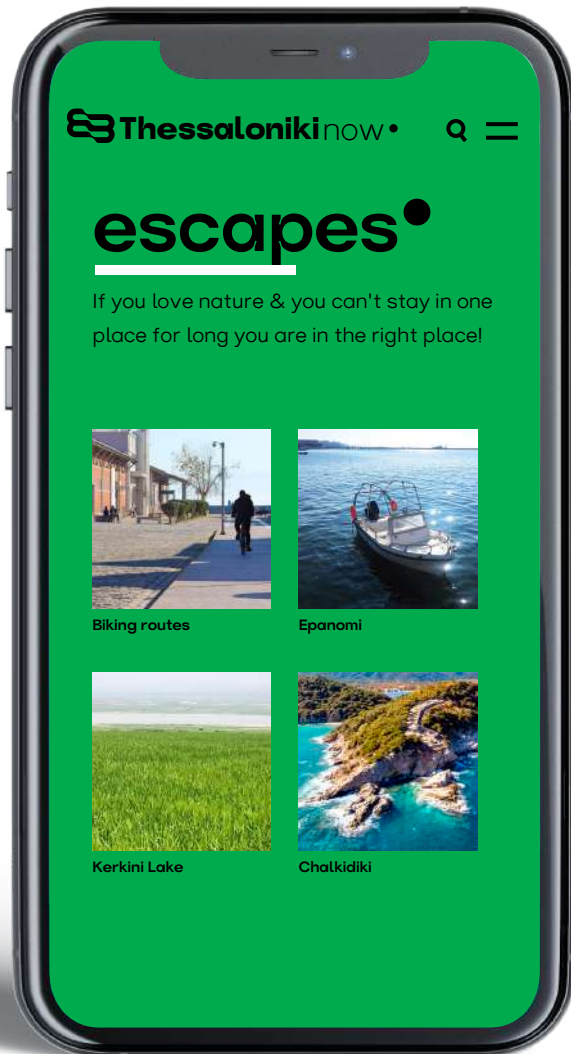 Thessalonikinow•
escapes•
If you love nature & you can't stay in one
place for long you are in the right place!
Biking routes
Epanomi
Kerkini Lake
Chalkidiki